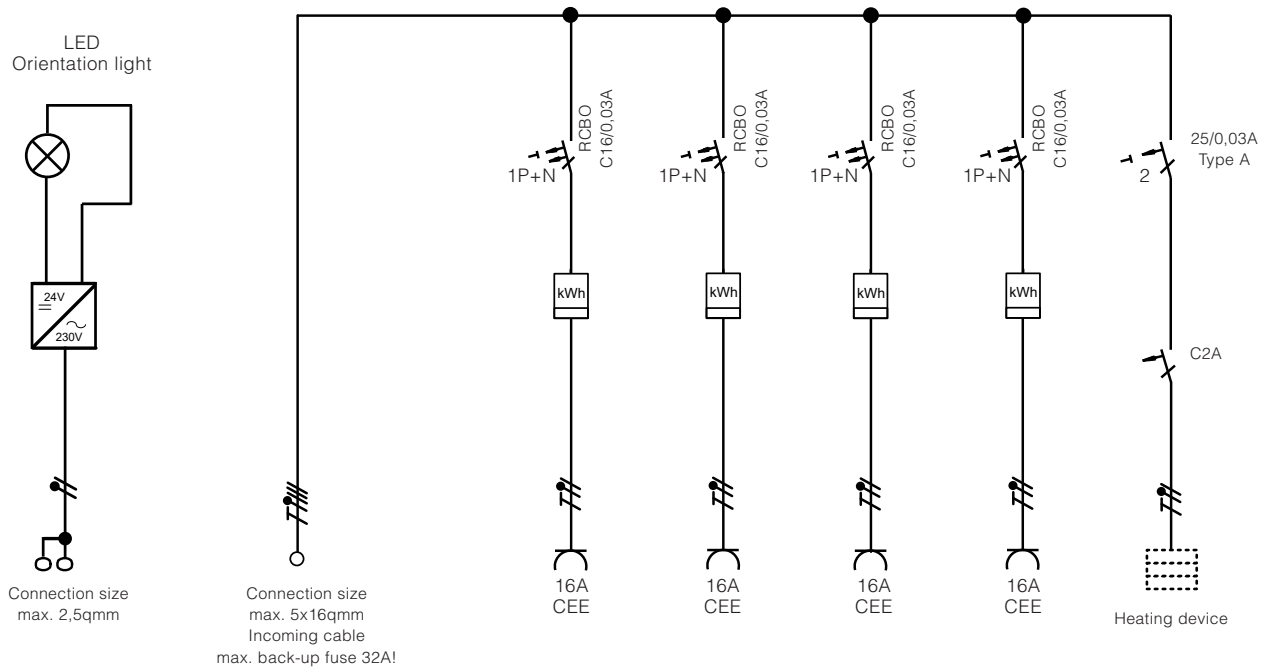 LED
Orientation light
24V
230V
Connection size
max. 2,5qmm
Connection size
max. 5x16qmm
Incoming cable
max. back-up fuse 32A!
RCBO
C16/0,03A
1P+N
kWh
16A
CEE
RCBO
C16/0,03A
1P+N
kWh
16A
CEE
RCBO
C16/0,03A
1P+N
kWh
16A
CEE
RCBO
C16/0,03A
1P+N
kWh
16A
CEE
25/0,03A
Type A
2
C2A
Heating device